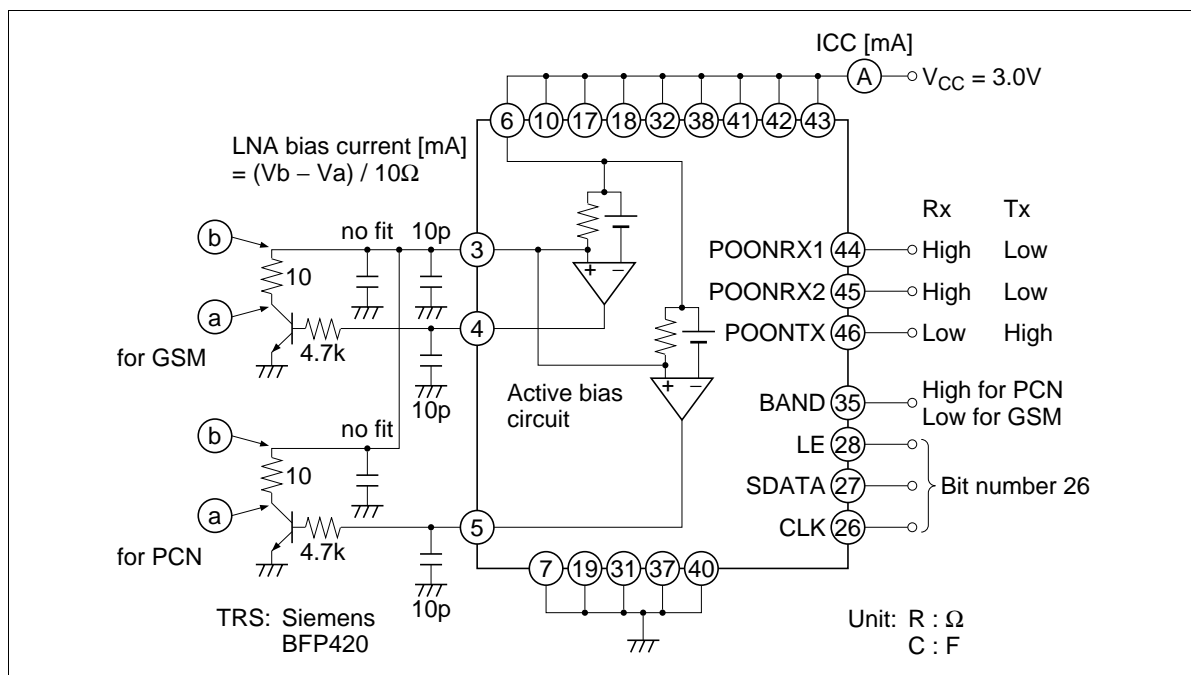 ICC [mA]
A
VCC = 3.0V
6 10 17 18 32 38 41 42 43
LNA bias current [mA]
= (Vb – Va) / 10Ω
Rx Tx
b
no fit
10p
3
+ –
POONRX1 44 High Low
10
POONRX2 45 High Low
a
4
4.7k
for GSM
10p
+ –
POONTX 46 Low High
Active bias
circuit
BAND 35 High for PCN
Low for GSM
b
no fit
LE 28
10
SDATA 27 Bit number 26
a
4.7k
5
CLK 26
for PCN
10p
7 19 31 37 40
TRS: Siemens
BFP420
Unit: R : Ω
C : F